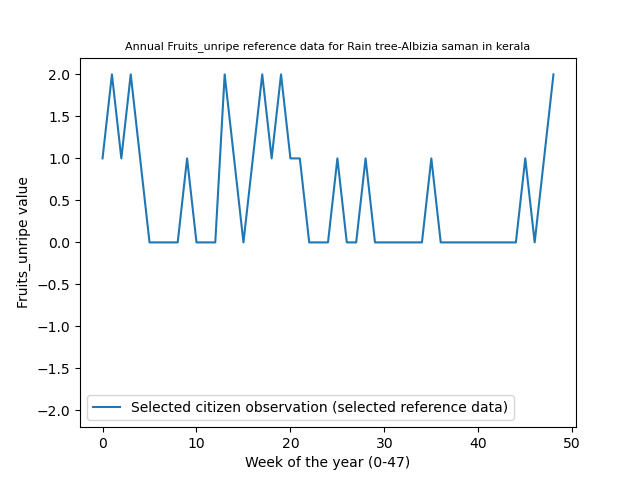 Annual Fruits_unripe reference data for Rain tree-Albizia saman in kerala
2.0
1.5
1.0
0.5
0.0
−0.5
−1.0
−1.5
−2.0
Fruits_unripe value
Selected citizen observation (selected reference data)
0 10 20 30 40 50
Week of the year (0-47)